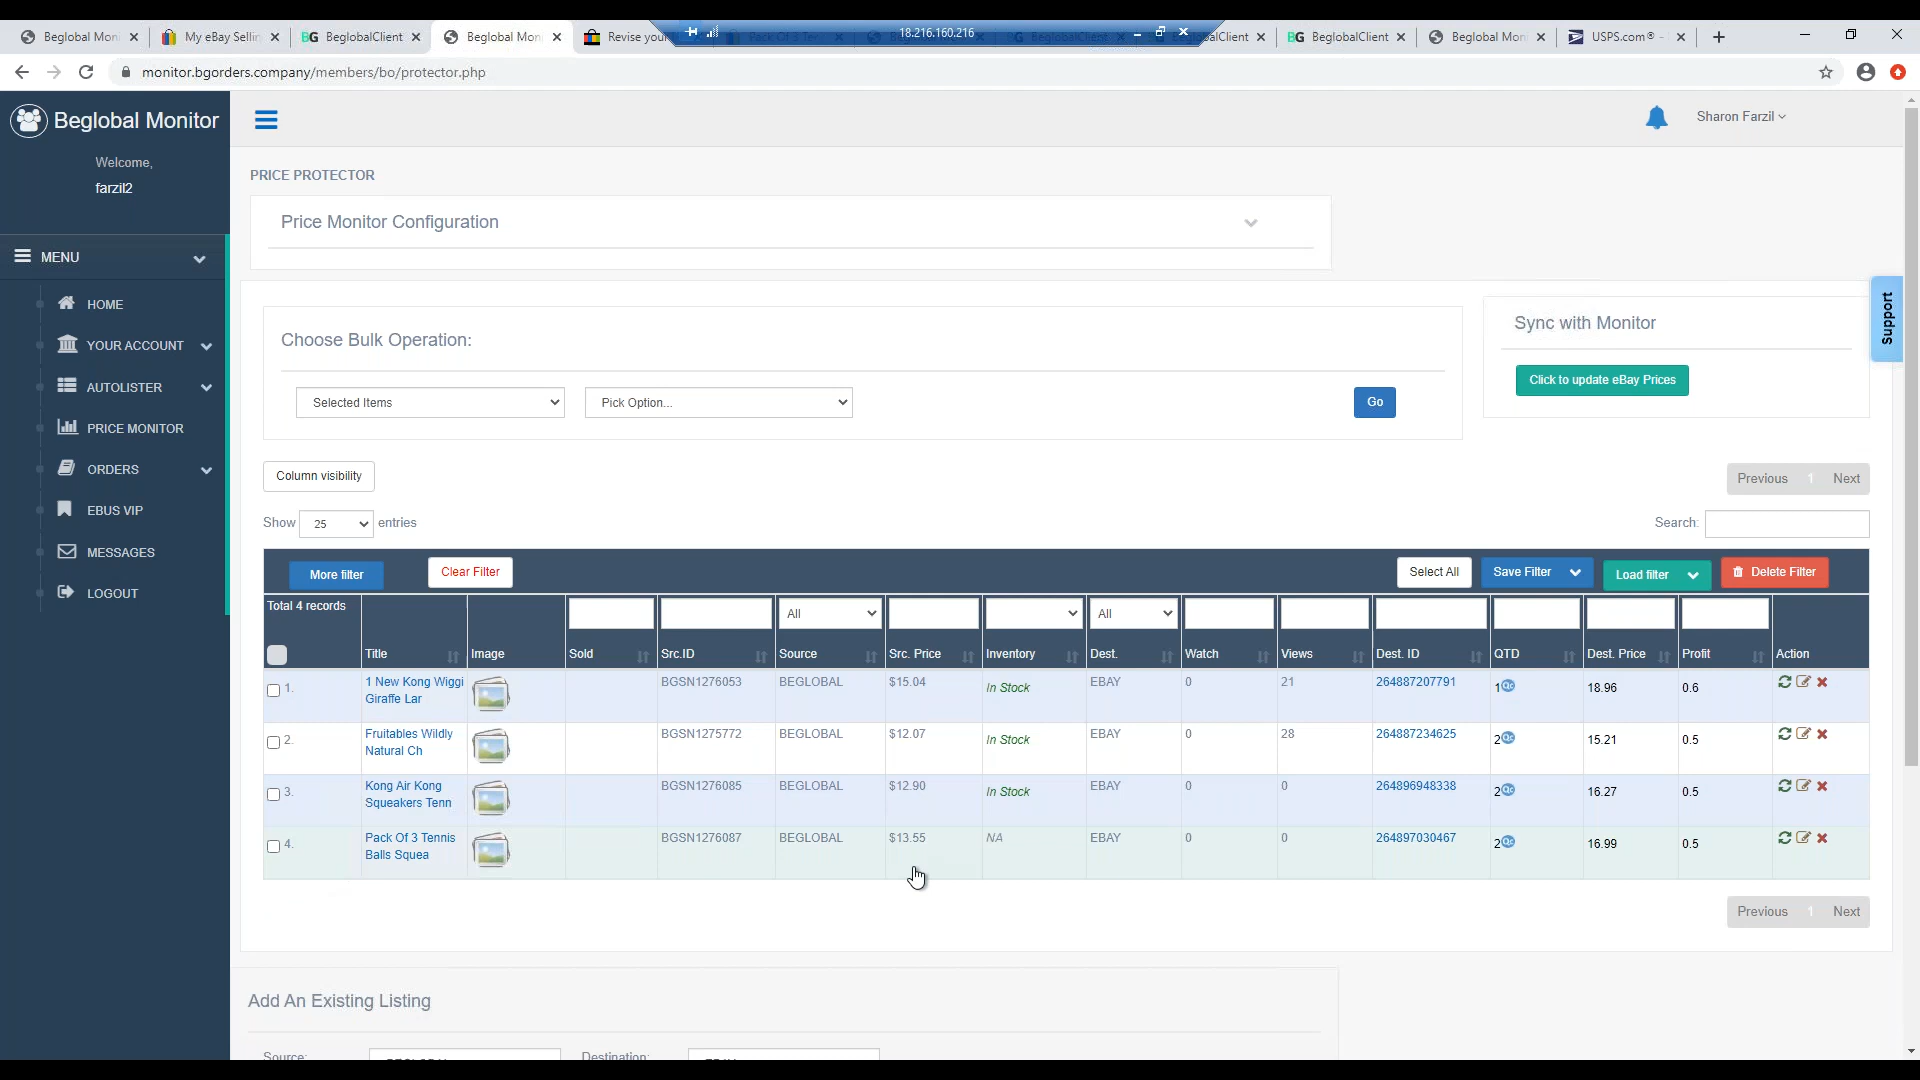 Beglobal Mon
My eBay Sellin
BG BeglobalClient
Beglobal Mon
Revise your
18.216.160.216
Client
BG BeglobalClient
Beglobal Mon
USPS.com® -
monitor.bgorders.company/members/bo/protector.php
Beglobal Monitor
Sharon Farzil
Welcome,
farzil2
PRICE PROTECTOR
Price Monitor Configuration
MENU
HOME
YOUR ACCOUNT
AUTOLISTER
PRICE MONITOR
ORDERS
EBUS VIP
MESSAGES
LOGOUT
Support
Choose Bulk Operation:
Sync with Monitor
Click to update eBay Prices
Selected Items
Pick Option...
Go
Column visibility
Previous 1 Next
Show 25 entries
Search:
More filter
Clear Filter
Select All
Save Filter
Load filter
Delete Filter
Total 4 records
All
All
Title Image Sold Src.ID Source Src. Price Inventory Dest. Watch Views Dest. ID QTD Dest. Price Profit Action
1. 1 New Kong Wiggi BGSN1276053 BEGLOBAL $15.04 In Stock EBAY 0 21 264887207791 1 Qc 18.96 0.6
Giraffe Lar
2. Fruitables Wildly BGSN1275772 BEGLOBAL $12.07 In Stock EBAY 0 28 264887234625 2 Qc 15.21 0.5
Natural Ch
3. Kong Air Kong BGSN1276085 BEGLOBAL $12.90 In Stock EBAY 0 0 264896948338 2 Qc 16.27 0.5
Squeakers Tenn
4. Pack Of 3 Tennis BGSN1276087 BEGLOBAL $13.55 NA EBAY 0 0 264897030467 2 Qc 16.99 0.5
Balls Squea
Previous 1 Next
Add An Existing Listing
Source:
Destination: